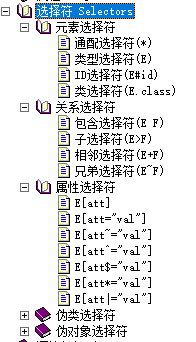 选择符 Selectors
元素选择符
通配选择符(*)
类型选择符(E)
ID选择符(E#id)
类选择符(E.class)
关系选择符
包含选择符(E F)
子选择符(E>F)
相邻选择符(E+F)
兄弟选择符(E~F)
属性选择符
E[att]
E[att="val"]
E[att~="val"]
E[att^="val"]
E[att$="val"]
E[att*="val"]
E[att|="val"]
伪类选择符
伪对象选择符